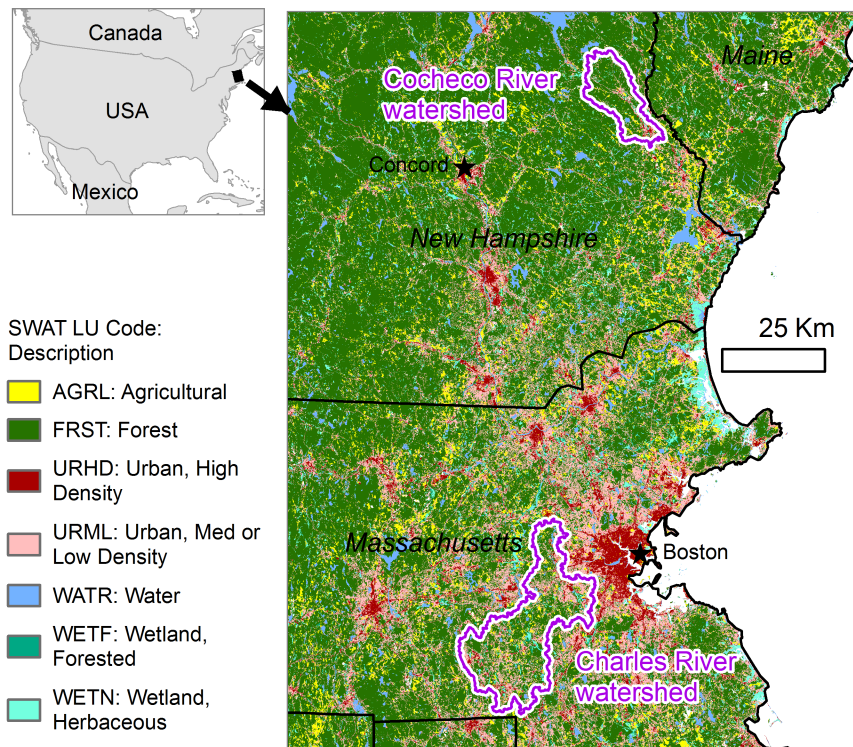 Canada
USA
Mexico
Cocheco River
watershed
Maine
Concord
New Hampshire
25 Km
SWAT LU Code:
Description
AGRL: Agricultural
FRST: Forest
URHD: Urban, High
Density
URML: Urban, Med or
Low Density
WATR: Water
WETF: Wetland,
Forested
WETN: Wetland,
Herbaceous
Massachusetts
Boston
Charles River
watershed